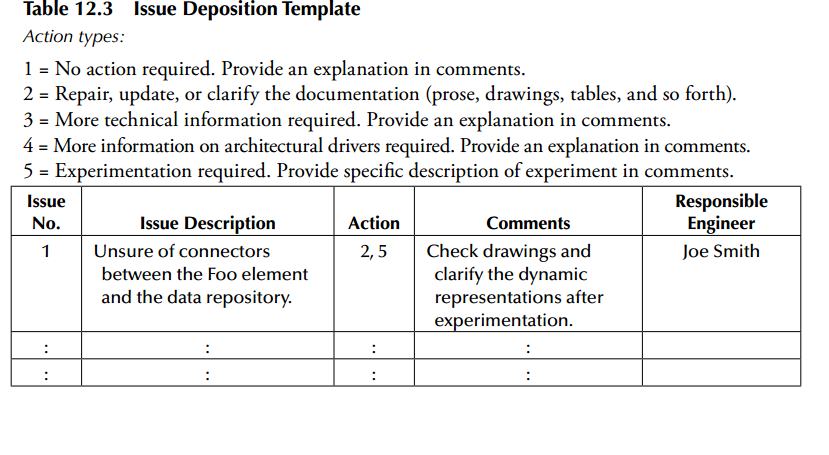 Table 12.3 Issue Deposition Template
Action types:
1 = No action required. Provide an explanation in comments.
2 = Repair, update, or clarify the documentation (prose, drawings, tables, and so forth).
3 = More technical information required. Provide an explanation in comments.
4 = More information on architectural drivers required. Provide an explanation in comments.
5 = Experimentation required. Provide specific description of experiment in comments.
Issue No. Issue Description Action Comments Responsible Engineer
1 Unsure of connectors 2, 5 Check drawings and Joe Smith
between the Foo element clarify the dynamic
and the data repository. representations after
experimentation.
: : : :
: : : :